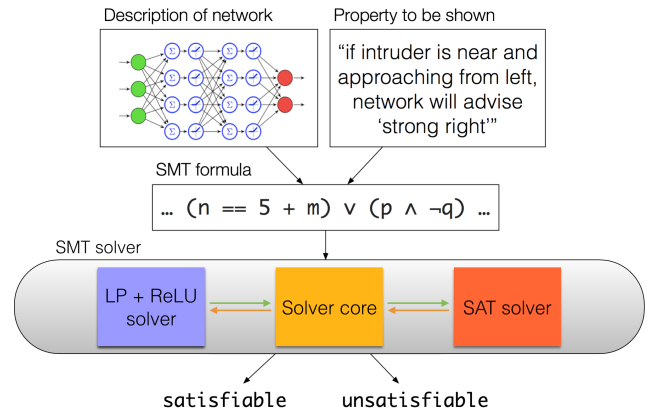 Description of network
Property to be shown
Σ
Σ
Σ
Σ
Σ
Σ
Σ
Σ
“if intruder is near and
approaching from left,
network will advise
‘strong right’”
SMT formula
… (n == 5 + m) ∨ (p ∧ ¬q) …
SMT solver
LP + ReLU
solver
Solver core
SAT solver
satisfiable
unsatisfiable